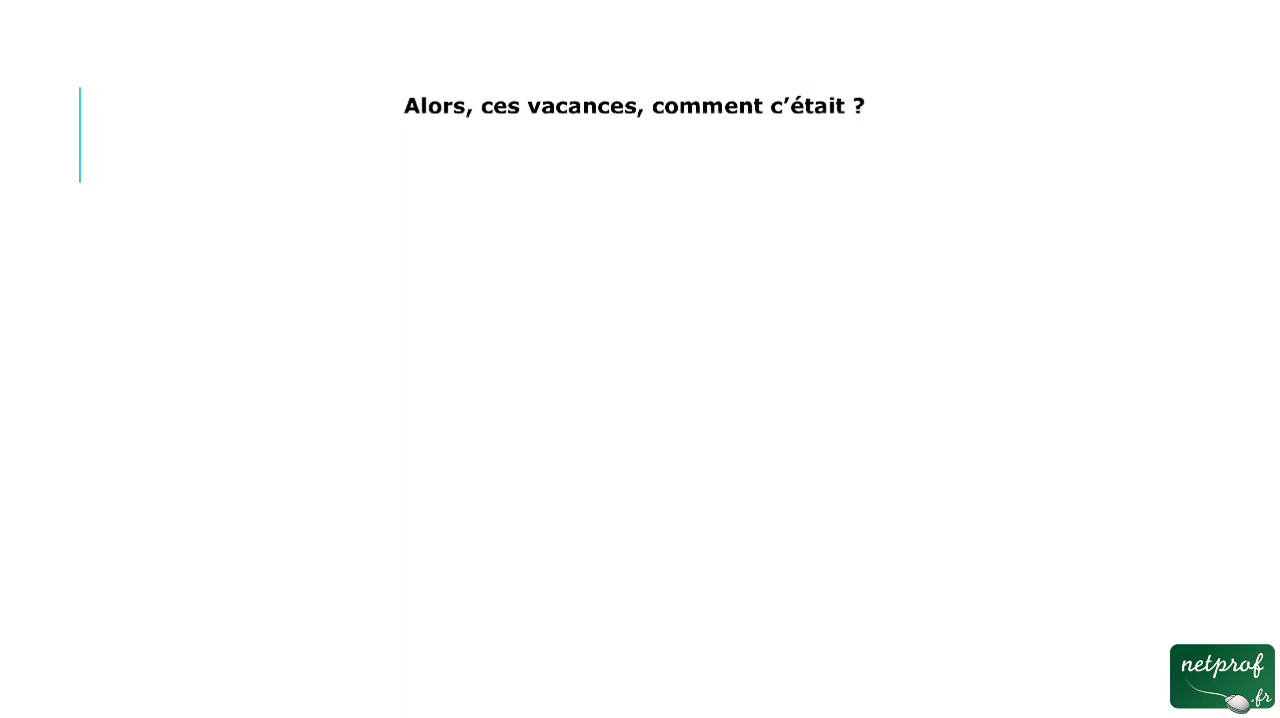 Alors, ces vacances, comment c’était ?
netprof
.fr